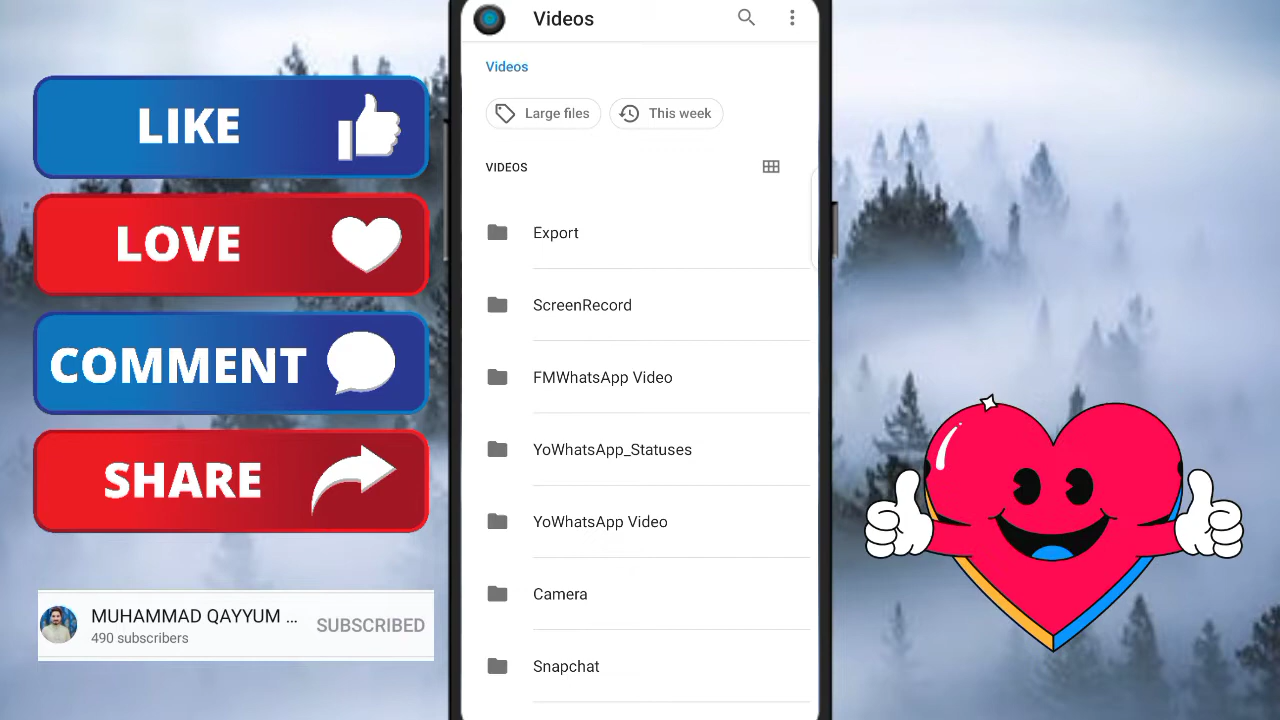 LIKE
LOVE
COMMENT
SHARE
MUHAMMAD QAYYUM ...
490 subscribers
SUBSCRIBED
Videos
Videos
Large files
This week
VIDEOS
Export
ScreenRecord
FMWhatsApp Video
YoWhatsApp_Statuses
YoWhatsApp Video
Camera
Snapchat